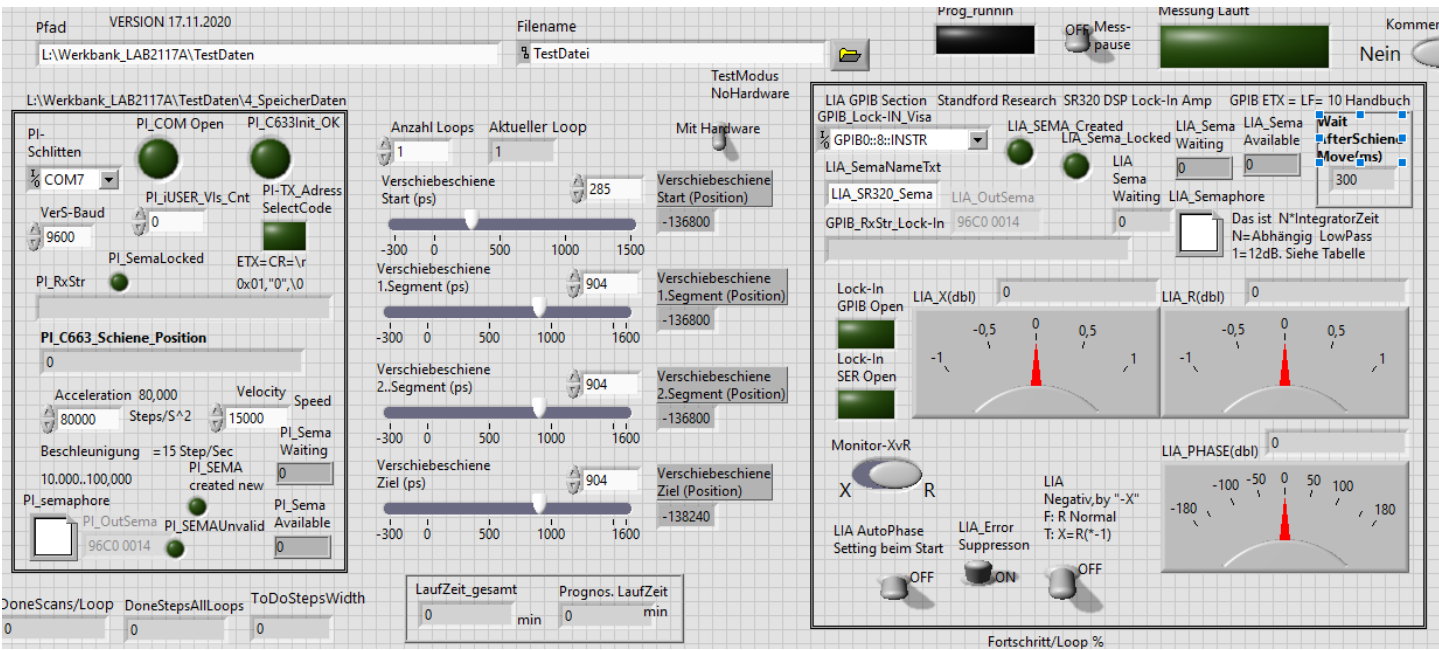 Pfad
VERSION 17.11.2020
L:\Werkbank_LAB2117A\TestDaten
Filename
TestDatei
Prog_runnin
OFF
Mess-
pause
Messung Läuft
Kommer
Nein
TestModus
NoHardware
Mit Hardware
L:\Werkbank_LAB2117A\TestDaten\4_SpeicherDaten
PI-
Schlitten
COM7
PI_COM Open
PI_C633Init_OK
VerS-Baud
9600
PI_iUSER_VIs_Cnt
0
PI-TX_Adress
SelectCode
PI_SemaLocked
PI_RxStr
ETX=CR=\r
0x01,"0",\0
PI_C663_Schiene_Position
0
Acceleration 80,000
80000
Steps/S^2
Velocity
15000
Speed
Beschleunigung =15 Step/Sec
10.000..100,000
PI_Sema
Waiting
0
PI_SEMA
created new
PI_semaphore
PI_OutSema
96C0 0014
PI_SEMAUnvalid
PI_Sema
Available
0
Anzahl Loops
1
Aktueller Loop
1
Verschiebeschiene
Start (ps)
285
-300 0 500 1000 1500
Verschiebeschiene
Start (Position)
-136800
Verschiebeschiene
1.Segment (ps)
904
-300 0 500 1000 1600
Verschiebeschiene
1.Segment (Position)
-136800
Verschiebeschiene
2..Segment (ps)
904
-300 0 500 1000 1600
Verschiebeschiene
2.Segment (Position)
-136800
Verschiebeschiene
Ziel (ps)
904
-300 0 500 1000 1600
Verschiebeschiene
Ziel (Position)
-138240
LaufZeit_gesamt
0
min
Prognos. LaufZeit
0
min
DoneScans/Loop
0
DoneStepsAllLoops
0
ToDoStepsWidth
0
LIA GPIB Section Standford Research SR320 DSP Lock-In Amp GPIB ETX = LF= 10 Handbuch
GPIB_Lock-IN_Visa
GPIB0::8::INSTR
LIA_SEMA_Created
LIA_Sema_Locked
LIA_Sema
Waiting
0
LIA_Sema
Available
0
Wait
AfterSchiene
Move(ms)
300
LIA_SemaNameTxt
LIA_SR320_Sema
LIA_OutSema
96C0 0014
LIA
Sema
Waiting
0
LIA_Semaphore
Das ist N*IntegratorZeit
N=Abhängig LowPass
1=12dB. Siehe Tabelle
GPIB_RxStr_Lock-In
Lock-In
GPIB Open
Lock-In
SER Open
LIA_X(dbl)
0
-1 -0,5 0 0,5 1
LIA_R(dbl)
0
-1 -0,5 0 0,5 1
Monitor-XvR
X R
LIA_PHASE(dbl)
0
-180 -100 -50 0 50 100 180
LIA AutoPhase
Setting beim Start
OFF
LIA_Error
Suppresson
ON
LIA
Negativ,by "-X"
F: R Normal
T: X=R(*-1)
OFF
Fortschritt/Loop %